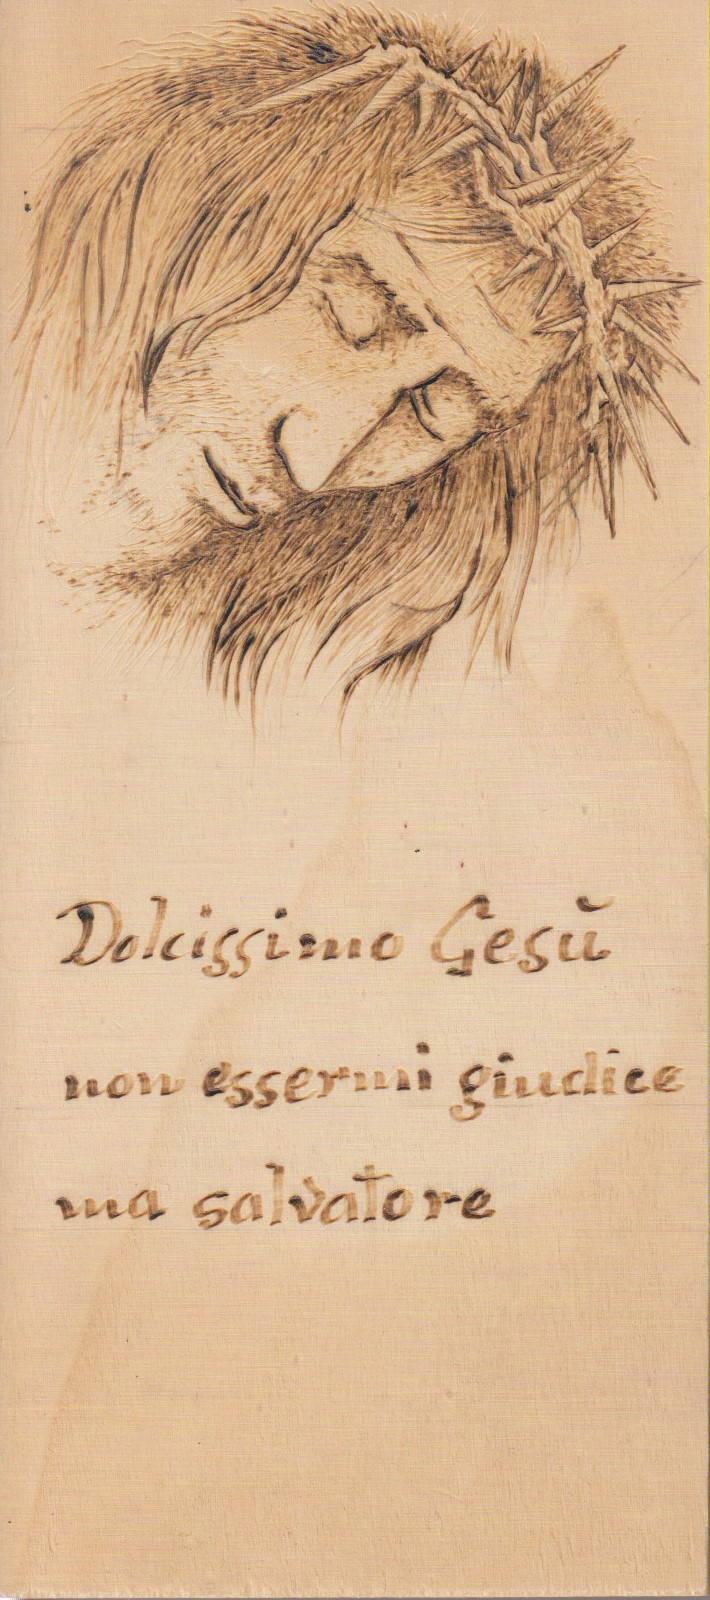 Dolcissimo Gesù
non essermi giudice
ma salvatore